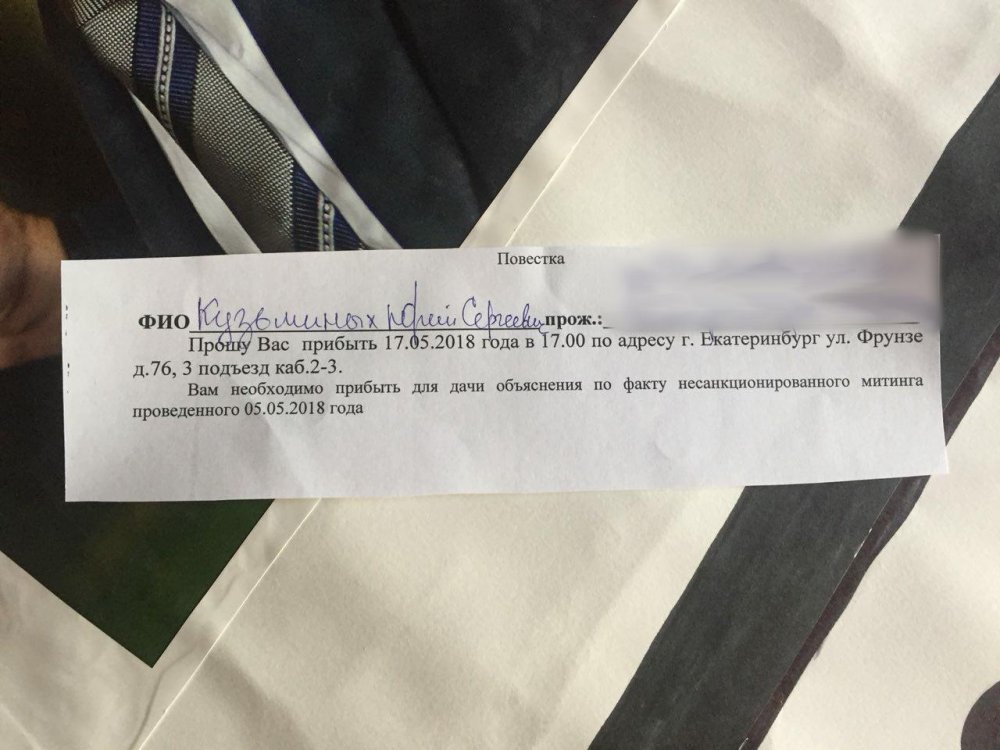 Повестка
ФИО Кузьминых Юрий Сергеевич прож.:
Прошу Вас прибыть 17.05.2018 года в 17.00 по адресу г. Екатеринбург ул. Фрунзе
д.76, 3 подъезд каб.2-3.
Вам необходимо прибыть для дачи объяснения по факту несанкционированного митинга
проведенного 05.05.2018 года